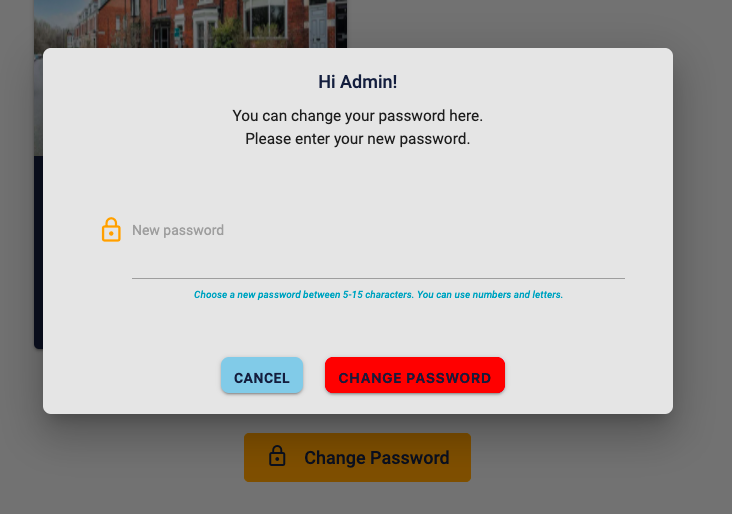 Hi Admin!
You can change your password here.
Please enter your new password.
New password
Choose a new password between 5-15 characters. You can use numbers and letters.
CANCEL
CHANGE PASSWORD
Change Password